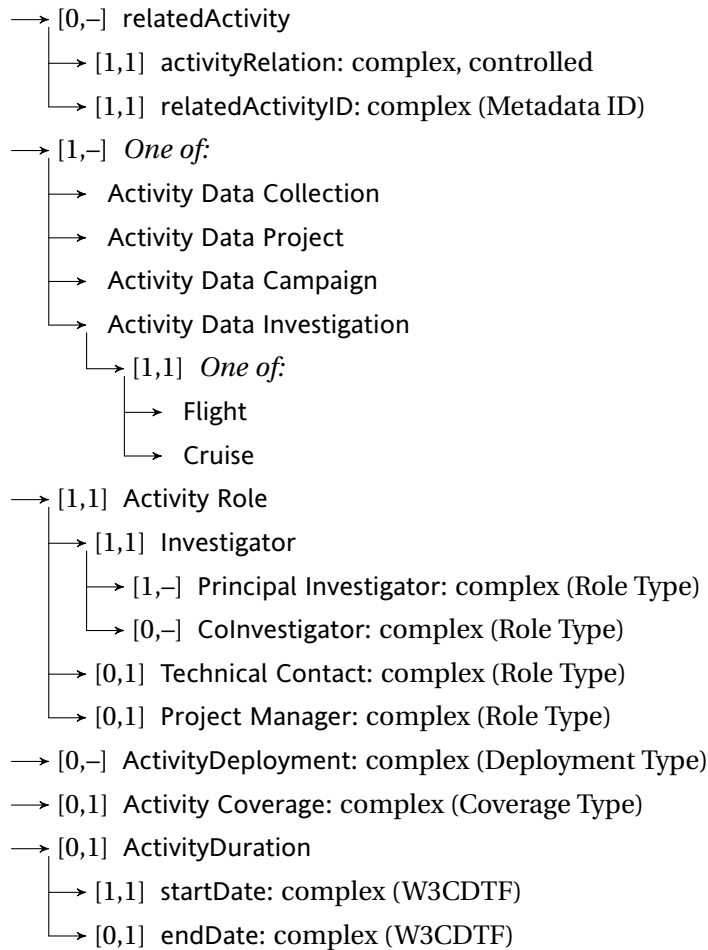 [0,–] relatedActivity
[1,1] activityRelation: complex, controlled
[1,1] relatedActivityID: complex (Metadata ID)
[1,–] One of:
Activity Data Collection
Activity Data Project
Activity Data Campaign
Activity Data Investigation
[1,1] One of:
Flight
Cruise
[1,1] Activity Role
[1,1] Investigator
[1,–] Principal Investigator: complex (Role Type)
[0,–] CoInvestigator: complex (Role Type)
[0,1] Technical Contact: complex (Role Type)
[0,1] Project Manager: complex (Role Type)
[0,–] ActivityDeployment: complex (Deployment Type)
[0,1] Activity Coverage: complex (Coverage Type)
[0,1] ActivityDuration
[1,1] startDate: complex (W3CDTF)
[0,1] endDate: complex (W3CDTF)